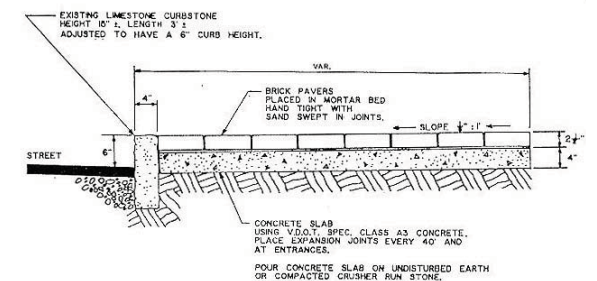 EXISTING LIMESTONE CURBSTONE
HEIGHT 18" ±, LENGTH 3' ±
ADJUSTED TO HAVE A 6" CURB HEIGHT.
VAR.
4"
BRICK PAVERS
PLACED IN MORTAR BED
HAND TIGHT WITH
SAND SWEPT IN JOINTS.
SLOPE : 1'
6"
STREET
4"
CONCRETE SLAB
USING V.D.O.T. SPEC. CLASS A3 CONCRETE.
PLACE EXPANSION JOINTS EVERY 40' AND
AT ENTRANCES.
POUR CONCRETE SLAB ON UNDISTURBED EARTH
OR COMPACTED CRUSHER RUN STONE.